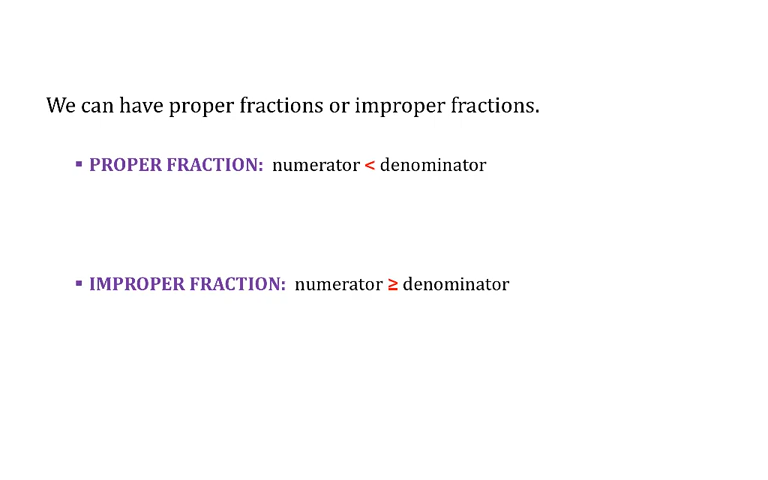 We can have proper fractions or improper fractions.
▪ PROPER FRACTION: numerator < denominator
▪ IMPROPER FRACTION: numerator ≥ denominator